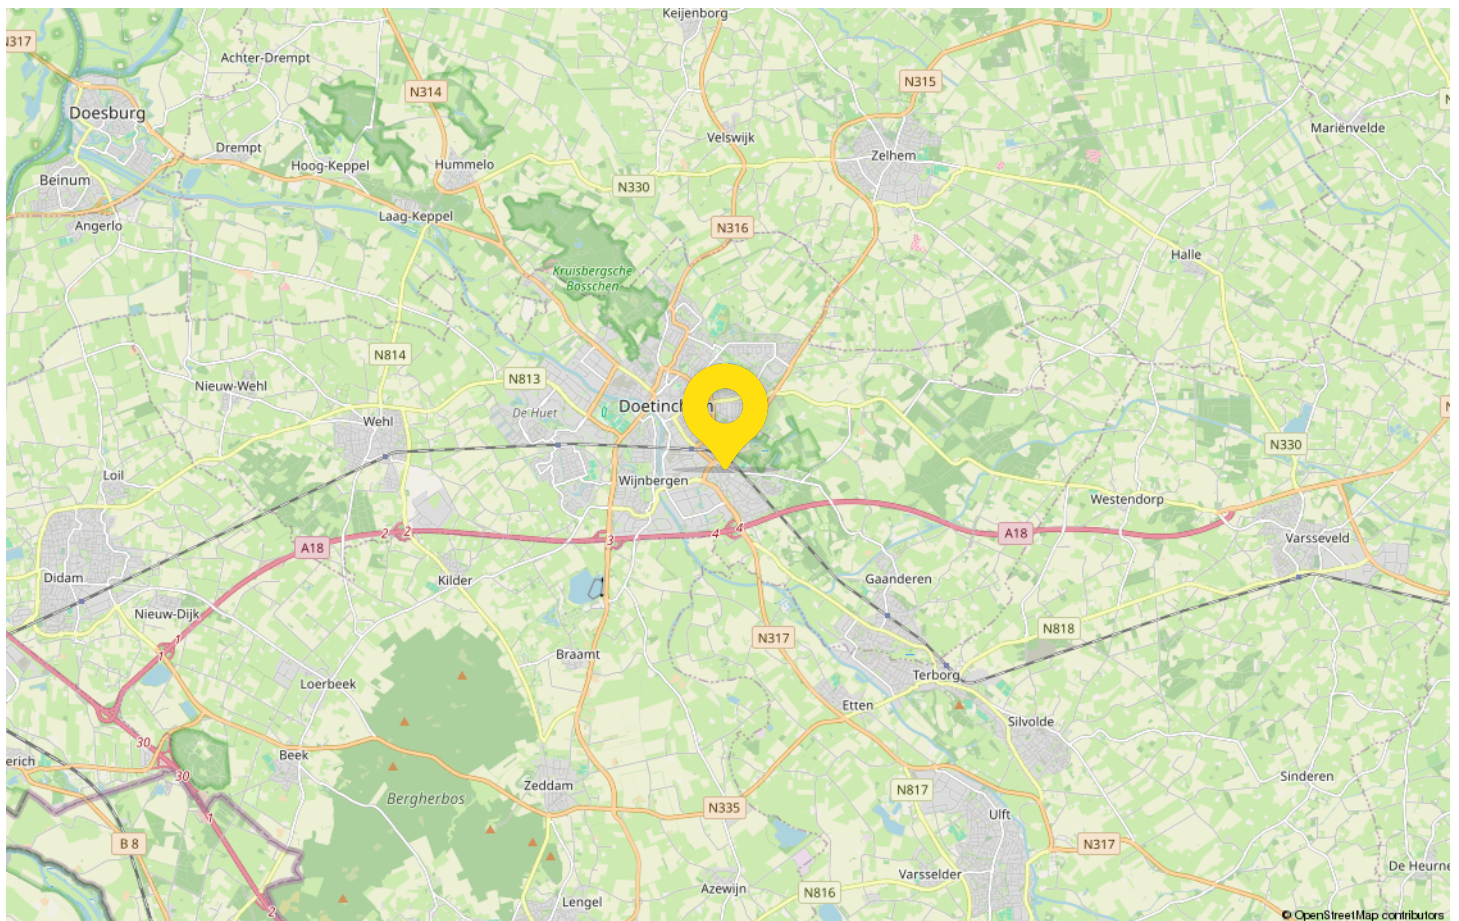 Keijenborg
N317
Achter-Drempt
N314
N315
Doesburg
Velswijk
Mariënvelde
Drempt
Hoog-Keppel
Hummelo
Zelhem
Beinum
N330
Laag-Keppel
Angerlo
N316
Halle
Kruisbergsche
Bosschen
N814
N813
Nieuw-Wehl
De Huet
Wehl
N330
Loil
Wijnbergen
Westendorp
2
2
3
4
4
A18
A18
Varsseveld
Didam
Kilder
Gaanderen
Nieuw-Dijk
N317
N818
1
1
Braamt
Loerbeek
Terborg
Etten
Silvolde
30
Beek
30
Sinderen
Zeddam
N817
Bergherbos
N335
Ulft
1
B 8
N317
De Heurne
Varsselder
Azewijn
N816
Lengel
2
© OpenStreetMap contributors